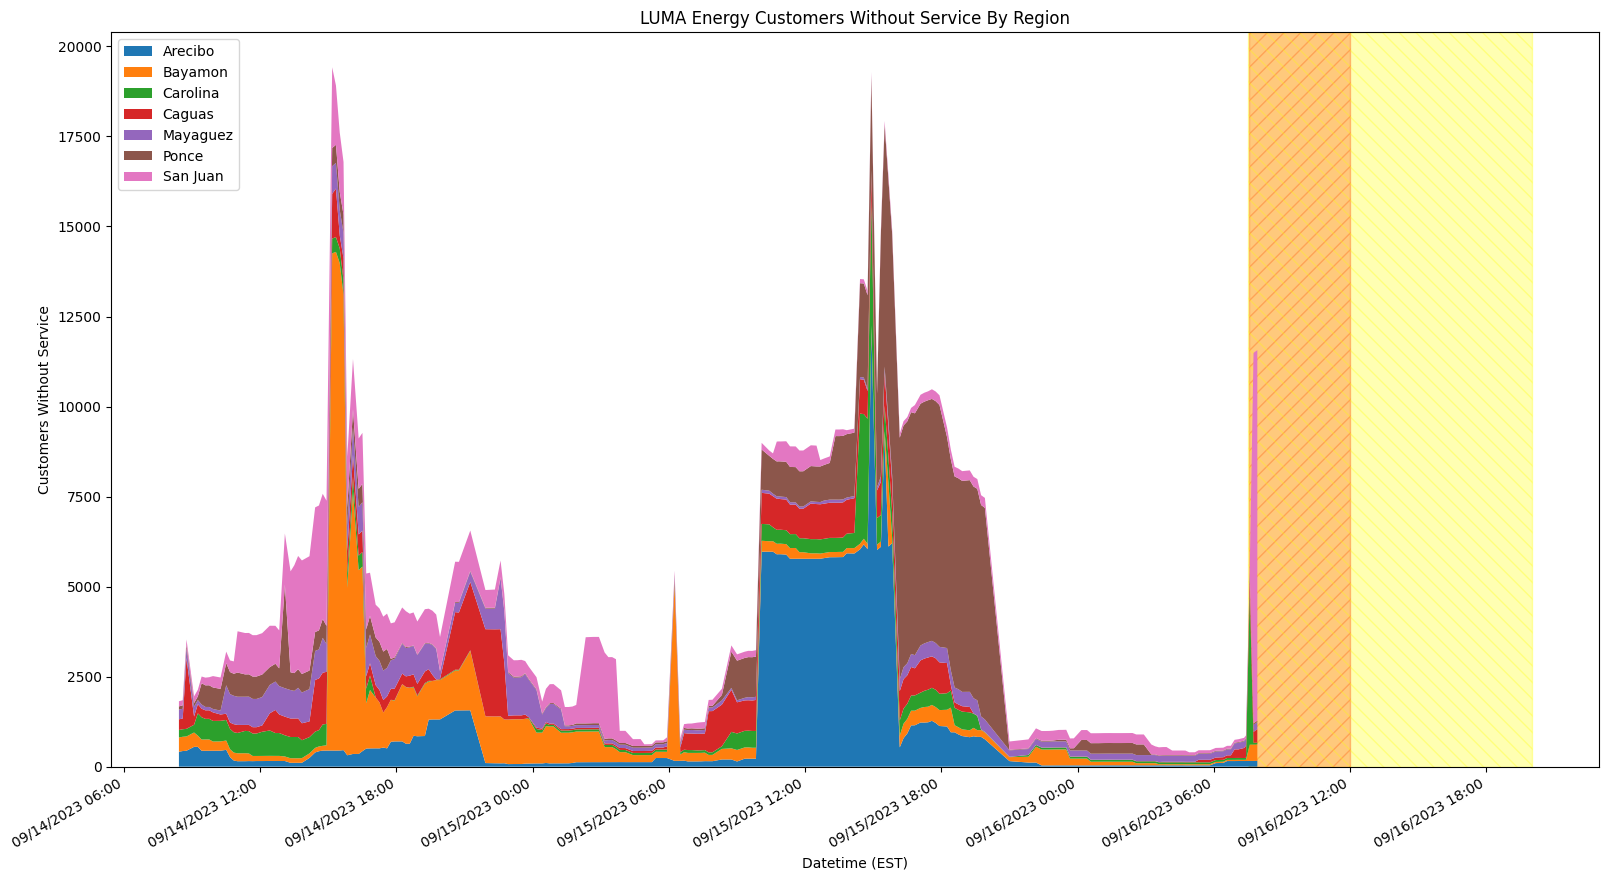 LUMA Energy Customers Without Service By Region
20000
17500
15000
12500
10000
7500
5000
2500
0
Customers Without Service
Arecibo
Bayamon
Carolina
Caguas
Mayaguez
Ponce
San Juan
09/14/2023 06:00
09/14/2023 12:00
09/14/2023 18:00
09/15/2023 00:00
09/15/2023 06:00
09/15/2023 12:00
09/15/2023 18:00
09/16/2023 00:00
09/16/2023 06:00
09/16/2023 12:00
09/16/2023 18:00
Datetime (EST)